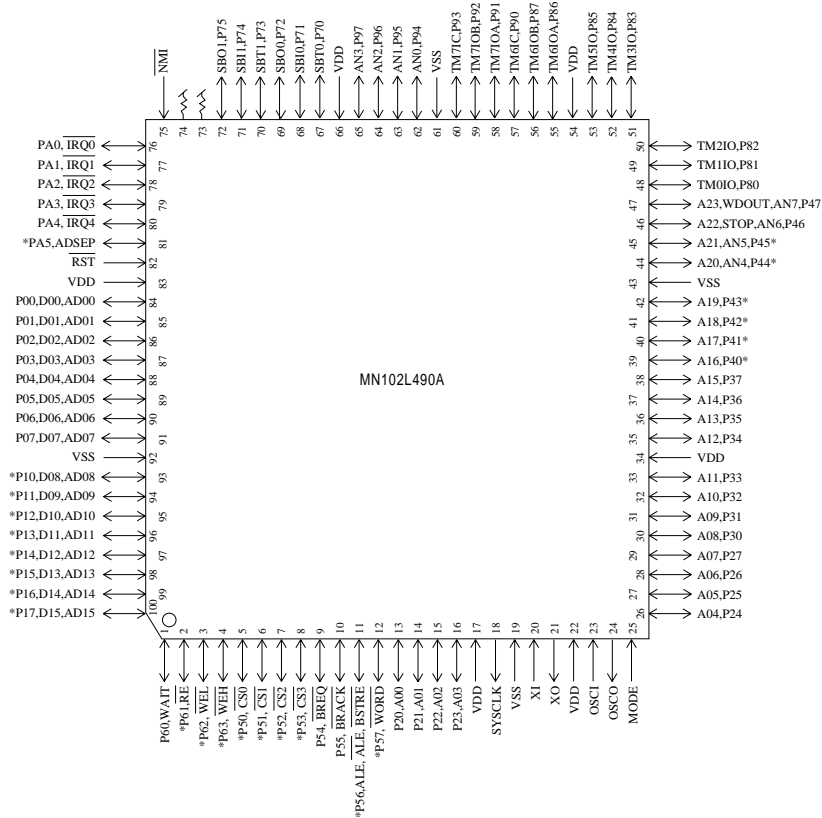 NMI
SBO1,P75
SBI1,P74
SBT1,P73
SBO0,P72
SBI0,P71
SBT0,P70
VDD
AN3,P97
AN2,P96
AN1,P95
AN0,P94
VSS
TM7IC,P93
TM7IOB,P92
TM7IOA,P91
TM6IC,P90
TM6IOB,P87
TM6IOA,P86
VDD
TM5IO,P85
TM4IO,P84
TM3IO,P83
75
74
73
72
71
70
69
68
67
66
65
64
63
62
61
60
59
58
57
56
55
54
53
52
51
PA0, IRQ0 76
PA1, IRQ1 77
PA2, IRQ2 78
PA3, IRQ3 79
PA4, IRQ4 80
*PA5,ADSEP 81
RST 82
VDD 83
P00,D00,AD00 84
P01,D01,AD01 85
P02,D02,AD02 86
P03,D03,AD03 87
P04,D04,AD04 88
P05,D05,AD05 89
P06,D06,AD06 90
P07,D07,AD07 91
VSS 92
*P10,D08,AD08 93
*P11,D09,AD09 94
*P12,D10,AD10 95
*P13,D11,AD11 96
*P14,D12,AD12 97
*P15,D13,AD13 98
*P16,D14,AD14 99
*P17,D15,AD15 100
MN102L490A
50 TM2IO,P82
49 TM1IO,P81
48 TM0IO,P80
47 A23,WDOUT,AN7,P47
46 A22,STOP,AN6,P46
45 A21,AN5,P45*
44 A20,AN4,P44*
43 VSS
42 A19,P43*
41 A18,P42*
40 A17,P41*
39 A16,P40*
38 A15,P37
37 A14,P36
36 A13,P35
35 A12,P34
34 VDD
33 A11,P33
32 A10,P32
31 A09,P31
30 A08,P30
29 A07,P27
28 A06,P26
27 A05,P25
26 A04,P24
1
2
3
4
5
6
7
8
9
10
11
12
13
14
15
16
17
18
19
20
21
22
23
24
25
P60,WAIT
*P61,RE
*P62, WEL
*P63, WEH
*P50, CS0
*P51, CS1
*P52, CS2
*P53, CS3
P54, BREQ
P55, BRACK
*P56,ALE, ALE, BSTRE
*P57, WORD
P20,A00
P21,A01
P22,A02
P23,A03
VDD
SYSCLK
VSS
XI
XO
VDD
OSCI
OSCO
MODE